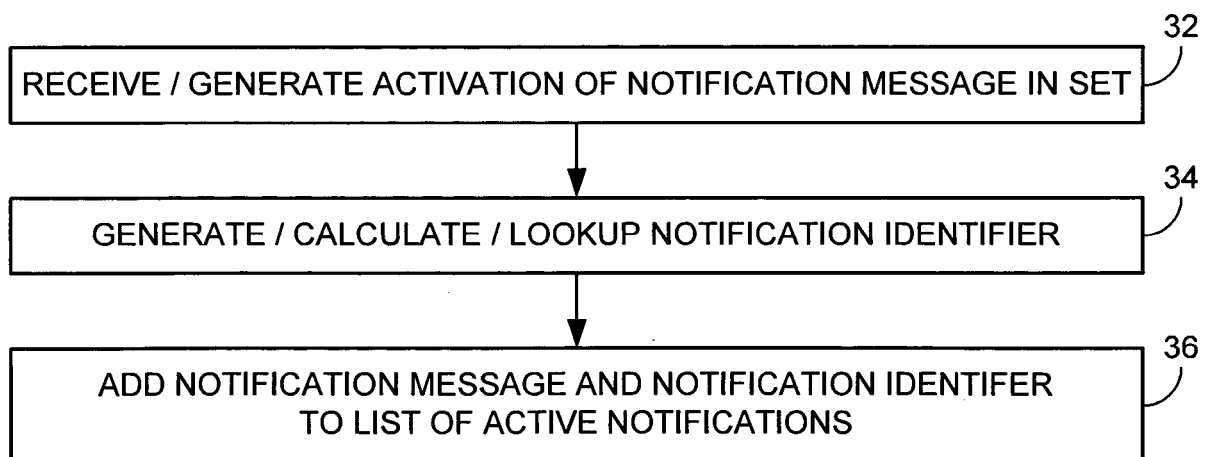 32
RECEIVE / GENERATE ACTIVATION OF NOTIFICATION MESSAGE IN SET
34
GENERATE / CALCULATE / LOOKUP NOTIFICATION IDENTIFIER
36
ADD NOTIFICATION MESSAGE AND NOTIFICATION IDENTIFER
TO LIST OF ACTIVE NOTIFICATIONS